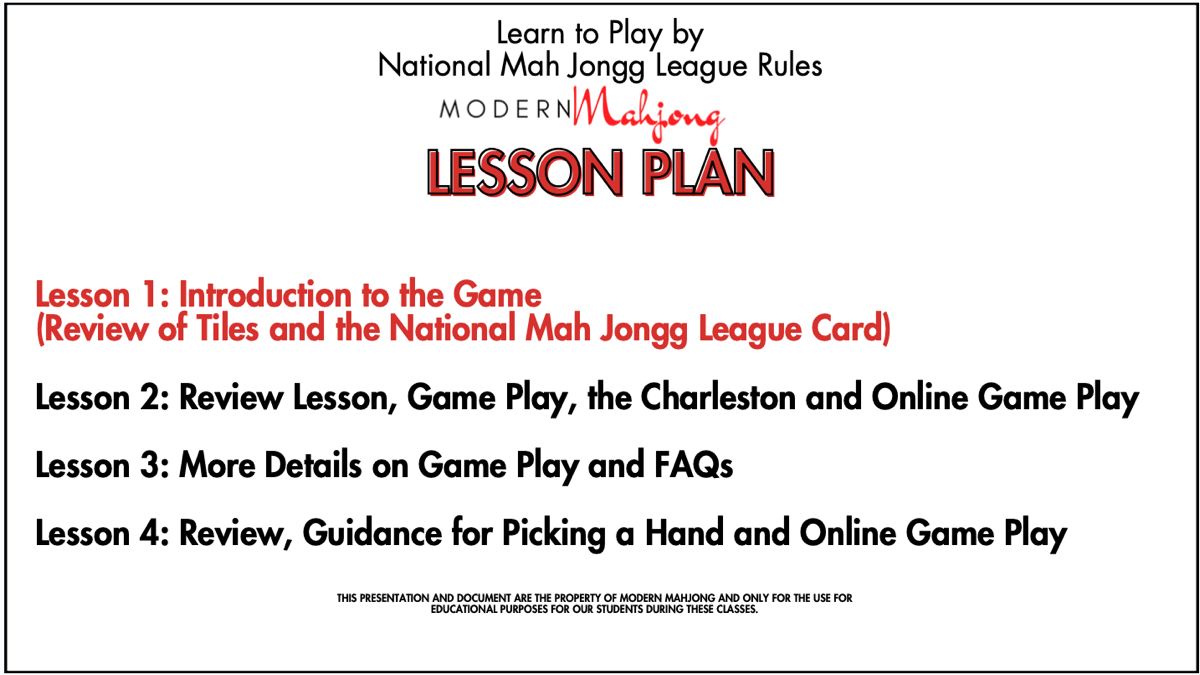 Learn to Play by
National Mah Jongg League Rules
MODERN Mahjong
LESSON PLAN
Lesson 1: Introduction to the Game
(Review of Tiles and the National Mah Jongg League Card)
Lesson 2: Review Lesson, Game Play, the Charleston and Online Game Play
Lesson 3: More Details on Game Play and FAQs
Lesson 4: Review, Guidance for Picking a Hand and Online Game Play
THIS PRESENTATION AND DOCUMENT ARE THE PROPERTY OF MODERN MAHJONG AND ONLY FOR THE USE FOR
EDUCATIONAL PURPOSES FOR OUR STUDENTS DURING THESE CLASSES.